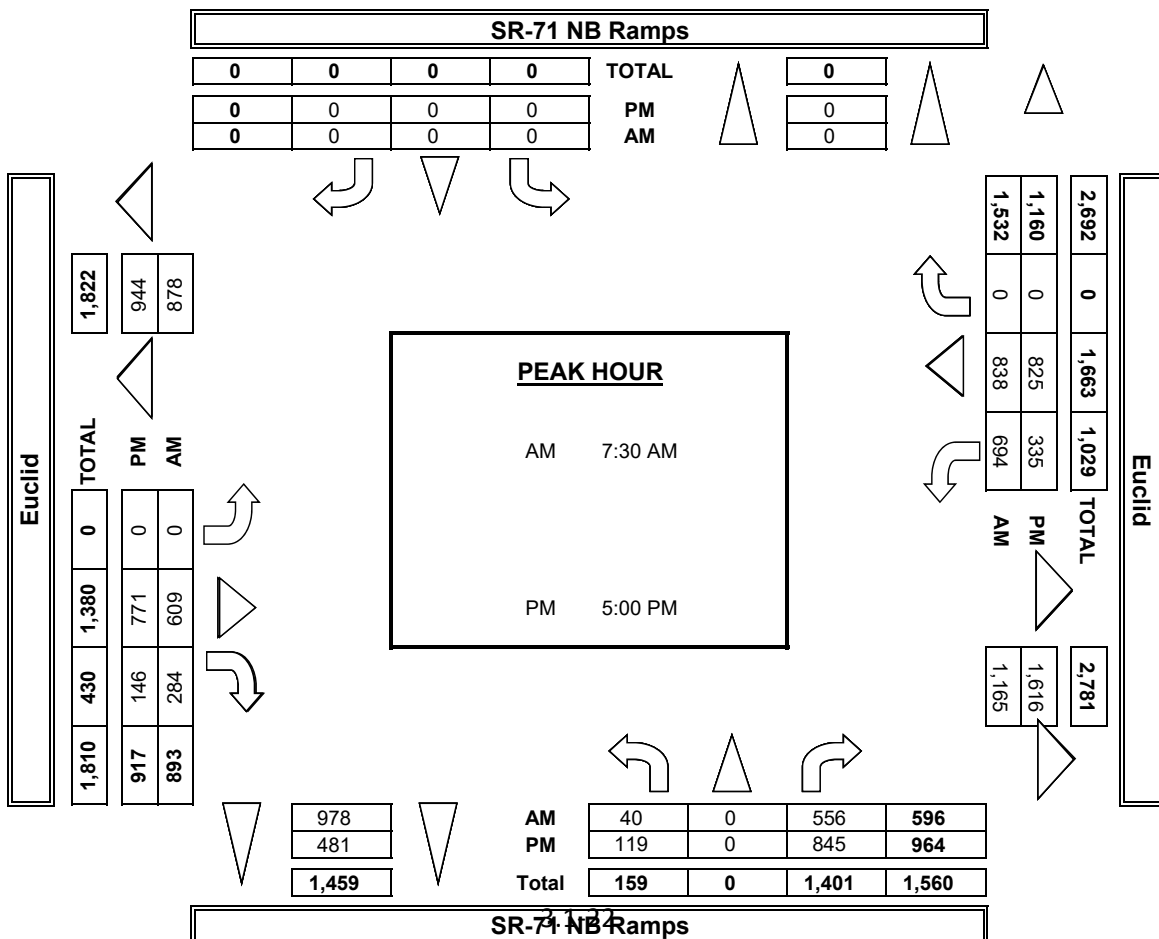 SR-71 NB Ramps
0 0 0 0 TOTAL 0
0 0 0 0 PM 0
0 0 0 0 AM 0
Euclid
1,822
944
878
TOTAL
PM
AM
0 1,380 430 1,810
0 771 146 917
0 609 284 893
PEAK HOUR
AM 7:30 AM
PM 5:00 PM
2,692 0 1,663 1,029 TOTAL
1,160 0 825 335 PM
1,532 0 838 694 AM
2,781
1,616
1,165
Euclid
978 AM 40 0 556 596
481 PM 119 0 845 964
1,459 Total 159 0 1,401 1,560
SR-71 NB Ramps
3.1-22